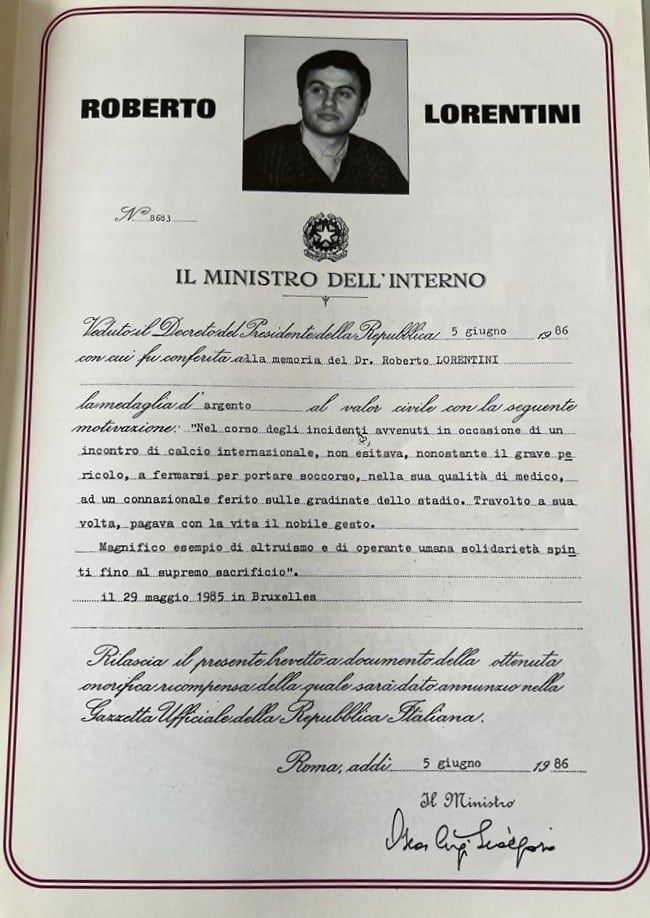 ROBERTO
LORENTINI
N° 8683
IL MINISTRO DELL'INTERNO
Veduto il Decreto del Presidente della Repubblica 5 giugno 1986
con cui fu conferita alla memoria del Dr. Roberto LORENTINI
la medaglia d' argento al valor civile con la seguente
motivazione: "Nel corso degli incidenti avvenuti in occasione di un
incontro di calcio internazionale, non esitava, nonostante il grave pe
ricolo, a fermarsi per portare soccorso, nella sua qualità di medico,
ad un connazionale ferito sulle gradinate dello stadio. Travolto a sua
volta, pagava con la vita il nobile gesto.
Magnifico esempio di altruismo e di operante umana solidarietà spin
ti fino al supremo sacrificio".
il 29 maggio 1985 in Bruxelles
Rilascia il presente brevetto a documento della ottenuta
onorifica ricompensa della quale sarà dato annunzio nella
Gazzetta Ufficiale della Repubblica Italiana.
Roma, addì 5 giugno 1986
Il Ministro